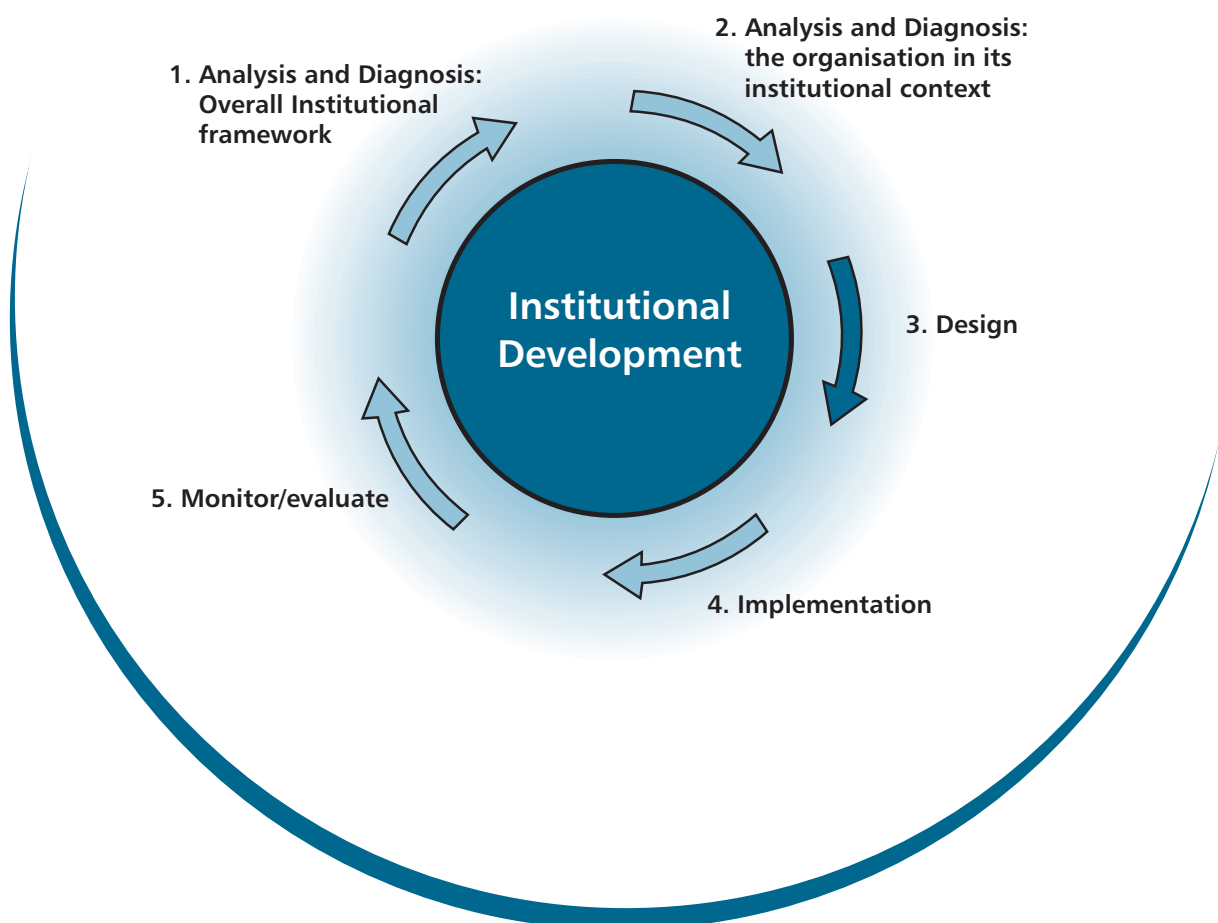 1. Analysis and Diagnosis:
Overall Institutional
framework
2. Analysis and Diagnosis:
the organisation in its
institutional context
Institutional
Development
3. Design
4. Implementation
5. Monitor/evaluate